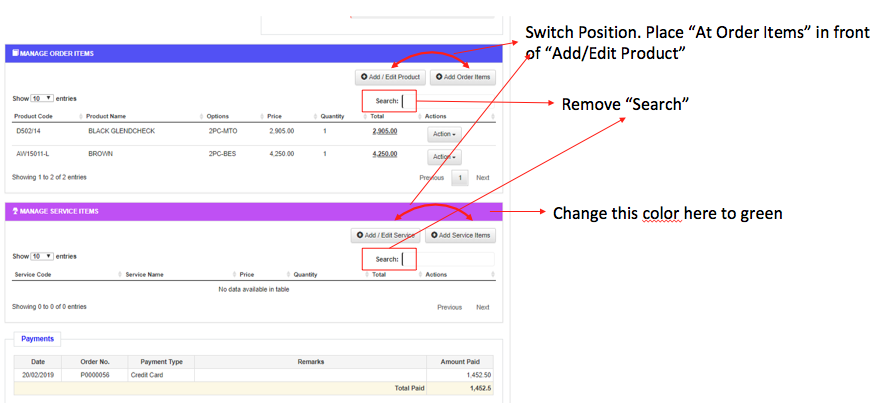 Switch Position. Place “At Order Items” in front
of “Add/Edit Product”
MANAGE ORDER ITEMS
Add / Edit Product Add Order Items
Show 10 entries
Search:
Remove “Search”
Product Code Product Name Options Price Quantity Total Actions
D502/14 BLACK GLENDCHECK 2PC-MTO 2,905.00 1 2,905.00 Action
AW15011-L BROWN 2PC-BES 4,250.00 1 4,250.00 Action
Showing 1 to 2 of 2 entries Previous 1 Next
MANAGE SERVICE ITEMS
Change this color here to green
Add / Edit Service Add Service Items
Show 10 entries
Search:
Service Code Service Name Price Quantity Total Actions
No data available in table
Showing 0 to 0 of 0 entries Previous Next
Payments
Date Order No. Payment Type Remarks Amount Paid
20/02/2019 P0000056 Credit Card 1,452.50
Total Paid 1,452.5